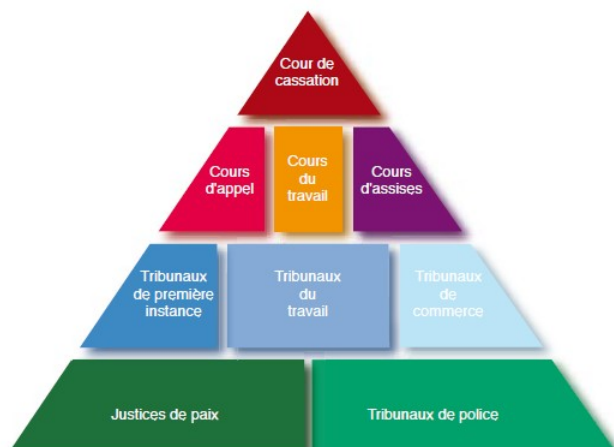 Cour de
cassation
Cours
d'appel
Cours
du
travail
Cours
d'assises
Tribunaux
de première
instance
Tribunaux
du
travail
Tribunaux
de
commerce
Justices de paix
Tribunaux de police